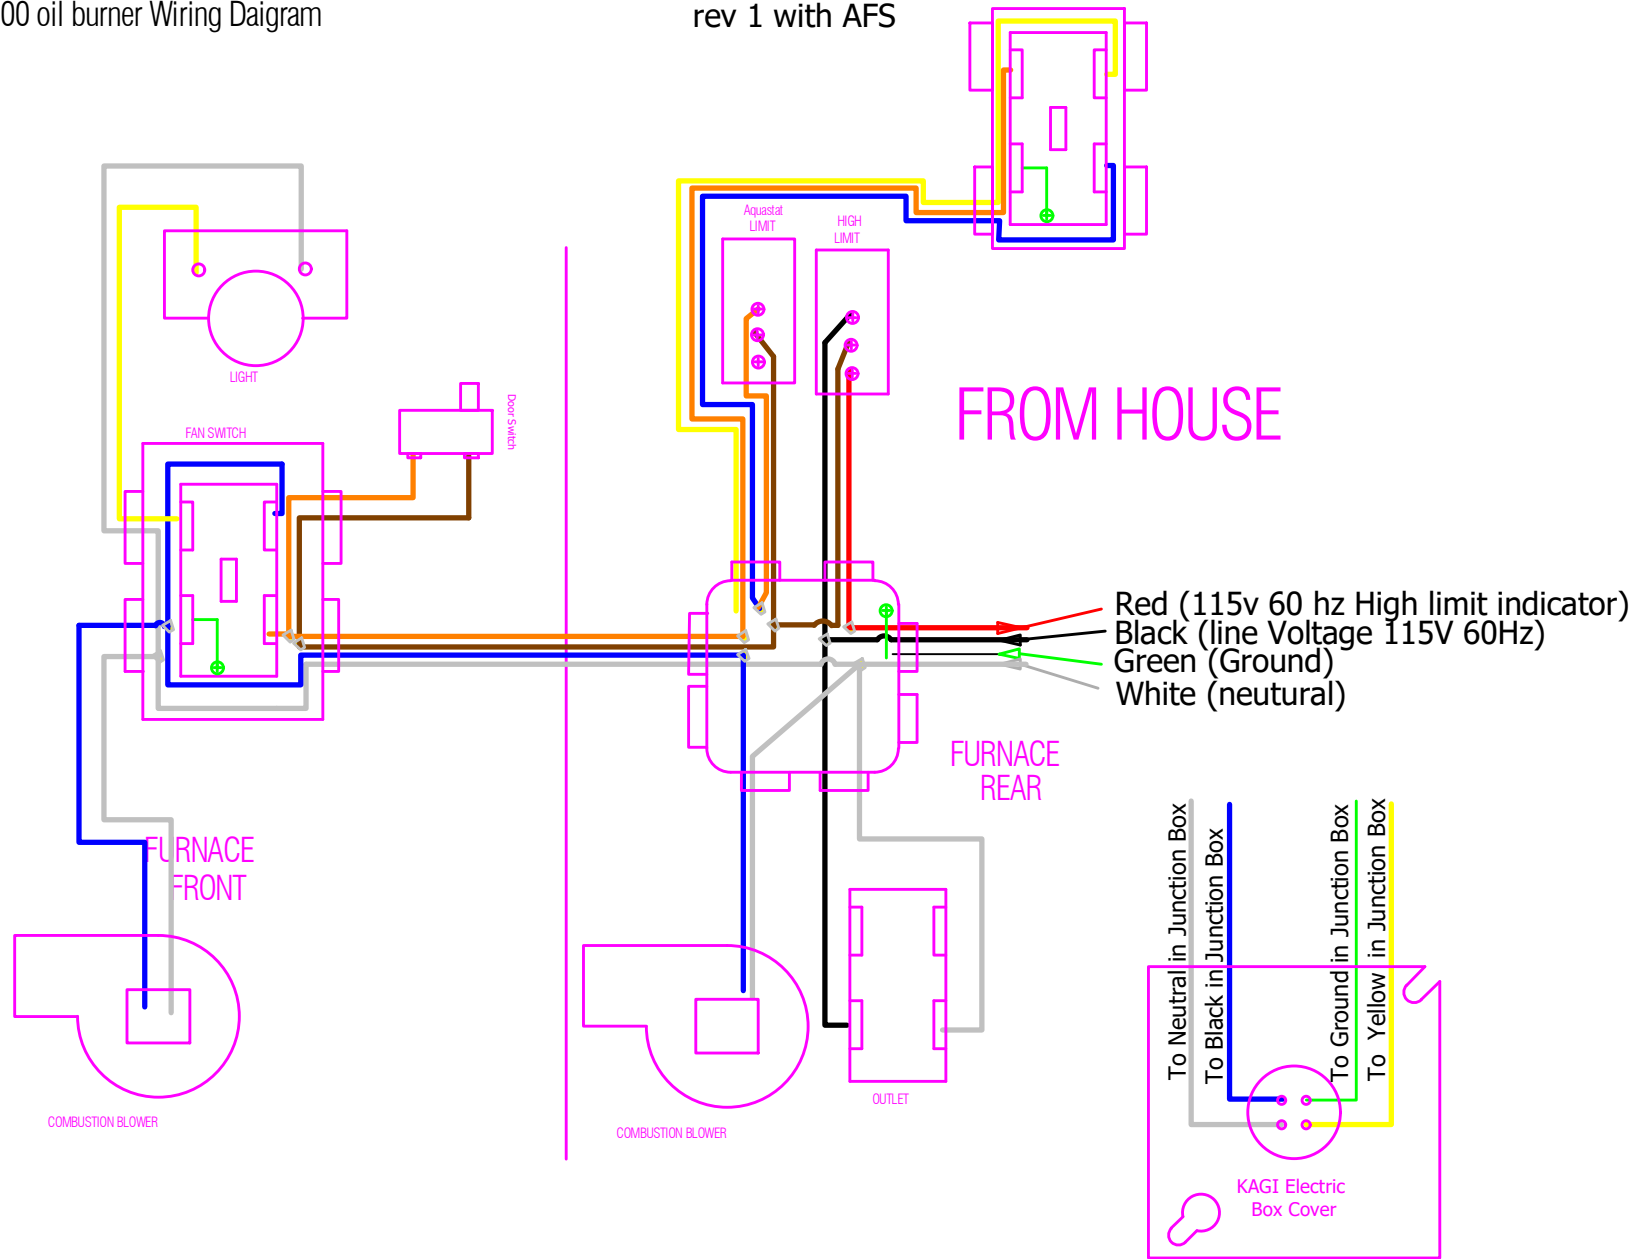 00 oil burner Wiring Daigram
rev 1 with AFS
Aquastat
LIMIT
HIGH
LIMIT
LIGHT
Door Switch
FAN SWITCH
FROM HOUSE
Red (115v 60 hz High limit indicator)
Black (line Voltage 115V 60Hz)
Green (Ground)
White (neutural)
FURNACE
REAR
FURNACE
FRONT
To Neutral in Junction Box
To Black in Junction Box
To Ground in Junction Box
To Yellow in Junction Box
OUTLET
COMBUSTION BLOWER
COMBUSTION BLOWER
KAGI Electric
Box Cover